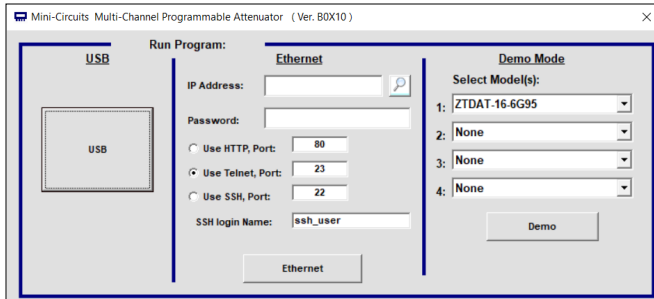 Mini-Circuits Multi-Channel Programmable Attenuator ( Ver. B0X10 )
Run Program:
USB
USB
Ethernet
IP Address:
Password:
Use HTTP, Port: 80
Use Telnet, Port: 23
Use SSH, Port: 22
SSH login Name: ssh_user
Ethernet
Demo Mode
Select Model(s):
1: ZTDAT-16-6G95
2: None
3: None
4: None
Demo